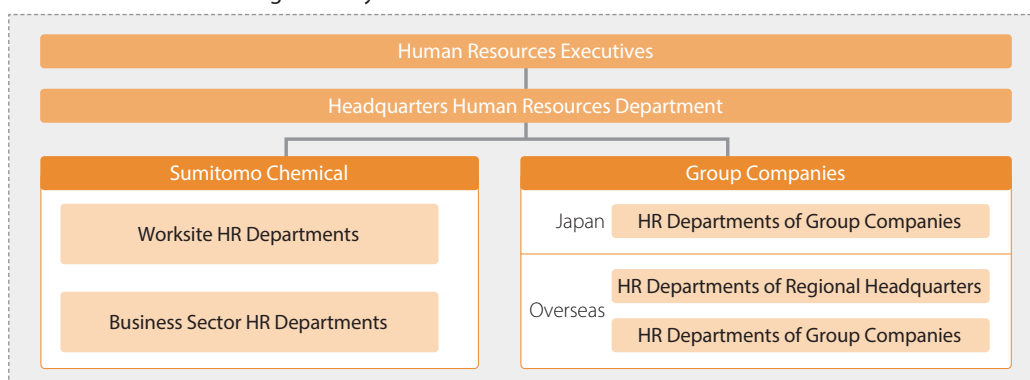 Human Resources Executives
Headquarters Human Resources Department
Sumitomo Chemical
Worksite HR Departments
Business Sector HR Departments
Group Companies
Japan
HR Departments of Group Companies
Overseas
HR Departments of Regional Headquarters
HR Departments of Group Companies